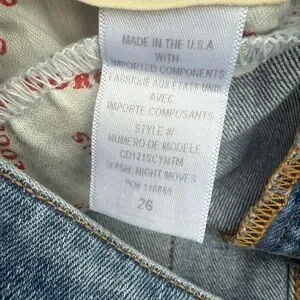 MADE IN THE U.S.A
WITH
IMPORTED COMPONENTS
FABRIQUE AUX ETATS UNIS
AVEC
IMPORTE COMPOSANTS
STYLE #/
NUMERO DE MODELE
CD121SCYNTM
WASH: NIGHT MOVES
26